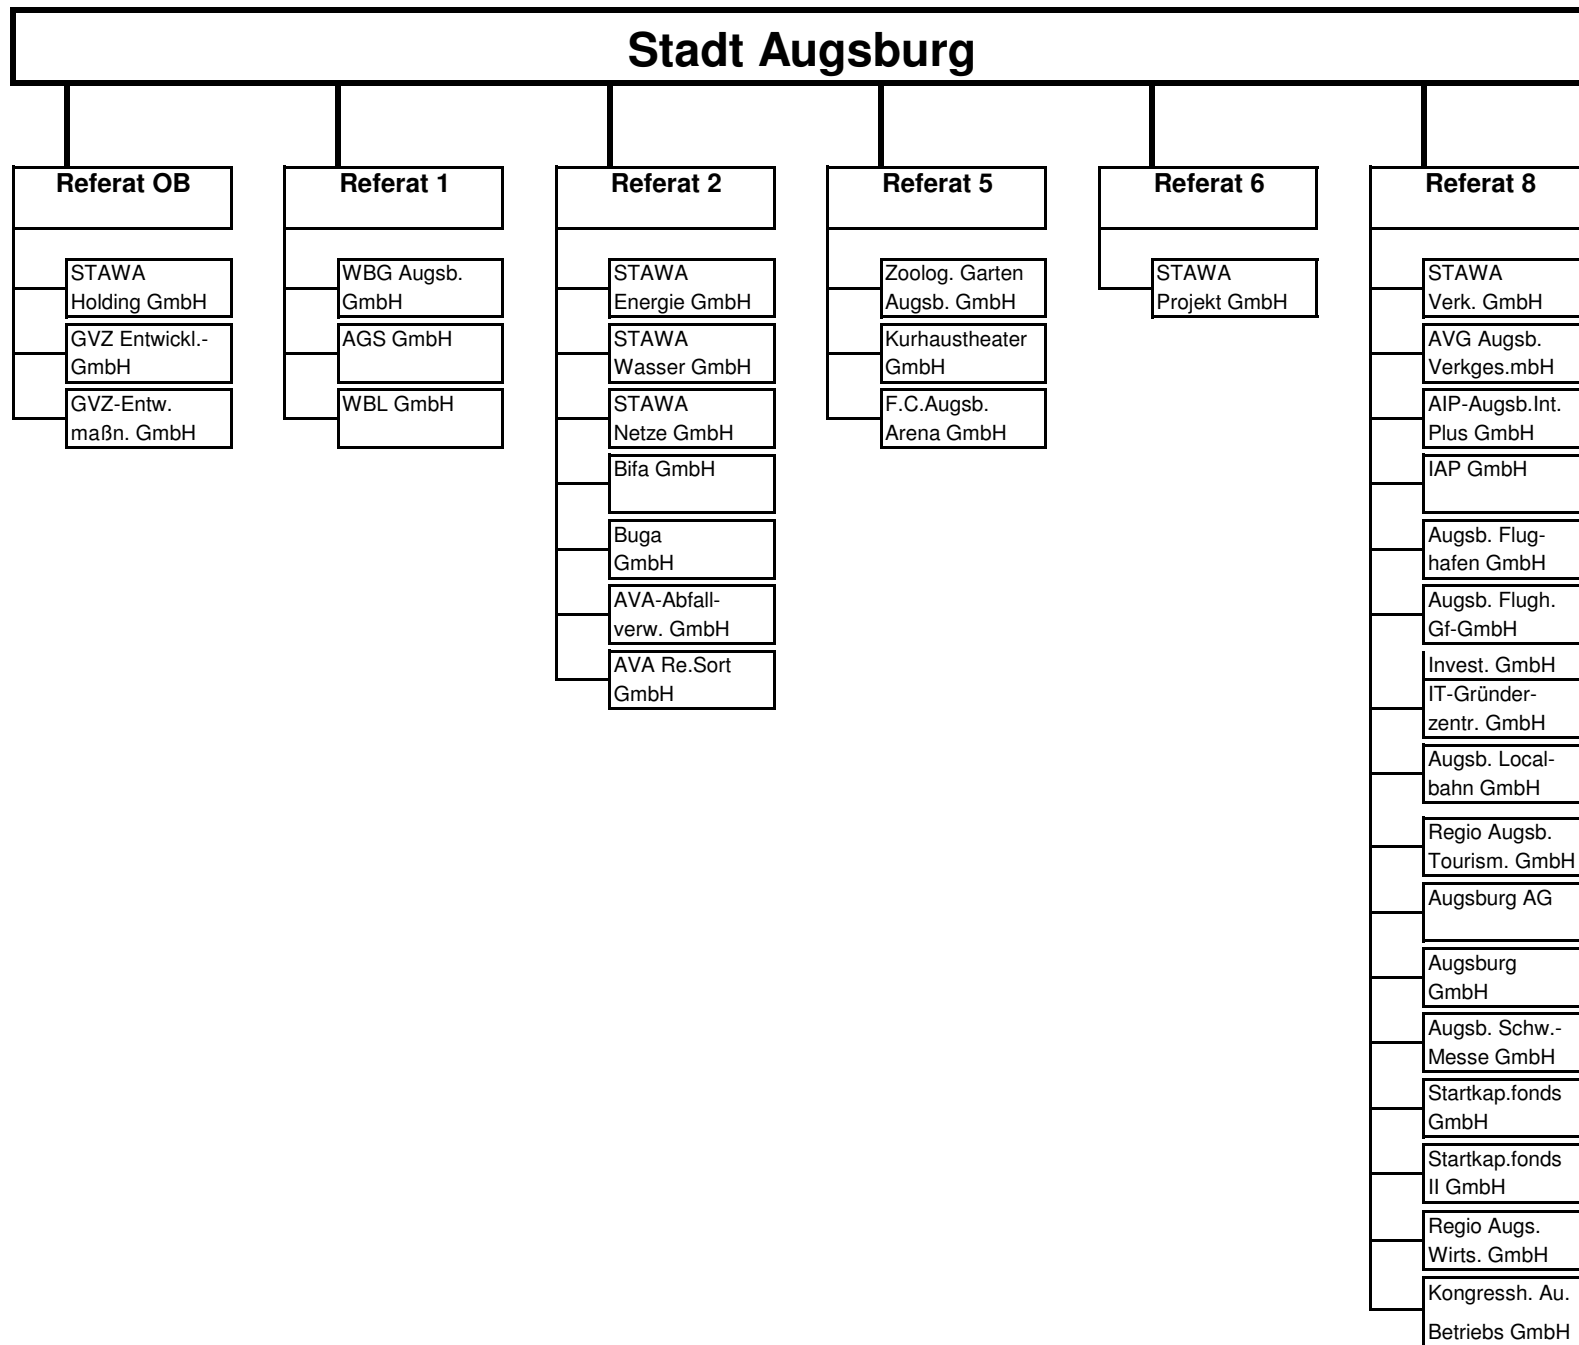 Stadt Augsburg
Referat OB
STAWA
Holding GmbH
GVZ Entwickl.-
GmbH
GVZ-Entw.
maßn. GmbH
Referat 1
WBG Augsb.
GmbH
AGS GmbH
WBL GmbH
Referat 2
STAWA
Energie GmbH
STAWA
Wasser GmbH
STAWA
Netze GmbH
Bifa GmbH
Buga
GmbH
AVA-Abfall-
verw. GmbH
AVA Re.Sort
GmbH
Referat 5
Zoolog. Garten
Augsb. GmbH
Kurhaustheater
GmbH
F.C.Augsb.
Arena GmbH
Referat 6
STAWA
Projekt GmbH
Referat 8
STAWA
Verk. GmbH
AVG Augsb.
Verkges.mbH
AIP-Augsb.Int.
Plus GmbH
IAP GmbH
Augsb. Flug-
hafen GmbH
Augsb. Flugh.
Gf-GmbH
Invest. GmbH
IT-Gründer-
zentr. GmbH
Augsb. Local-
bahn GmbH
Regio Augsb.
Tourism. GmbH
Augsburg AG
Augsburg
GmbH
Augsb. Schw.-
Messe GmbH
Startkap.fonds
GmbH
Startkap.fonds
II GmbH
Regio Augs.
Wirts. GmbH
Kongressh. Au.
Betriebs GmbH